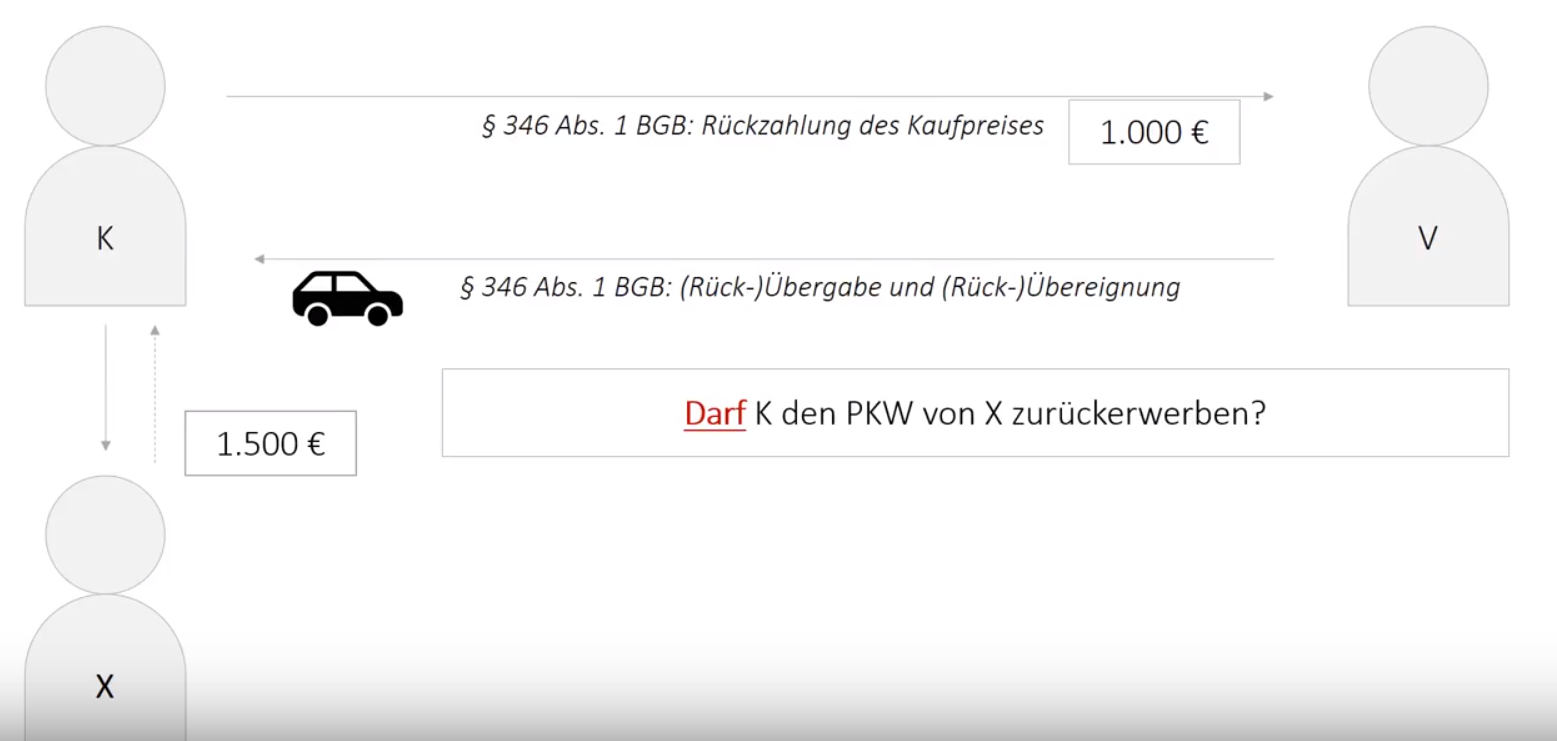 § 346 Abs. 1 BGB: Rückzahlung des Kaufpreises
1.000 €
K
V
§ 346 Abs. 1 BGB: (Rück-)Übergabe und (Rück-)Übereignung
Darf K den PKW von X zurückerwerben?
1.500 €
X